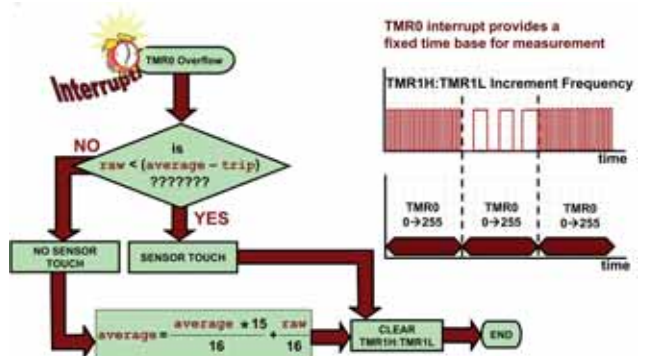 Interrupt!
TMR0 Overflow
Is
raw < (average – trip)
???????
NO
YES
NO SENSOR
TOUCH
SENSOR TOUCH
average = average * 15 / 16 + raw / 16
CLEAR
TMR1H:TMR1L
END
TMR0 interrupt provides a
fixed time base for measurement
TMR1H:TMR1L Increment Frequency
time
TMR0
0→255
TMR0
0→255
TMR0
0→255
time